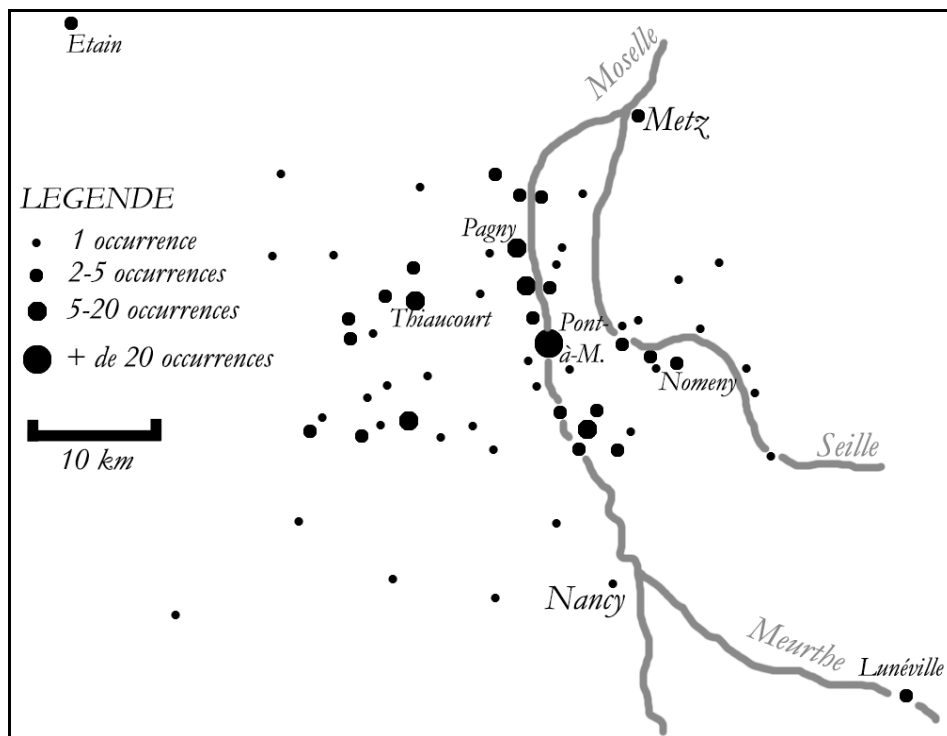 Etain
Moselle
Metz
LEGENDE
1 occurrence
2-5 occurrences
5-20 occurrences
+ de 20 occurrences
10 km
Pagny
Thiaucourt
Pont-
à-M.
Nomeny
Seille
Nancy
Meurthe
Lunéville